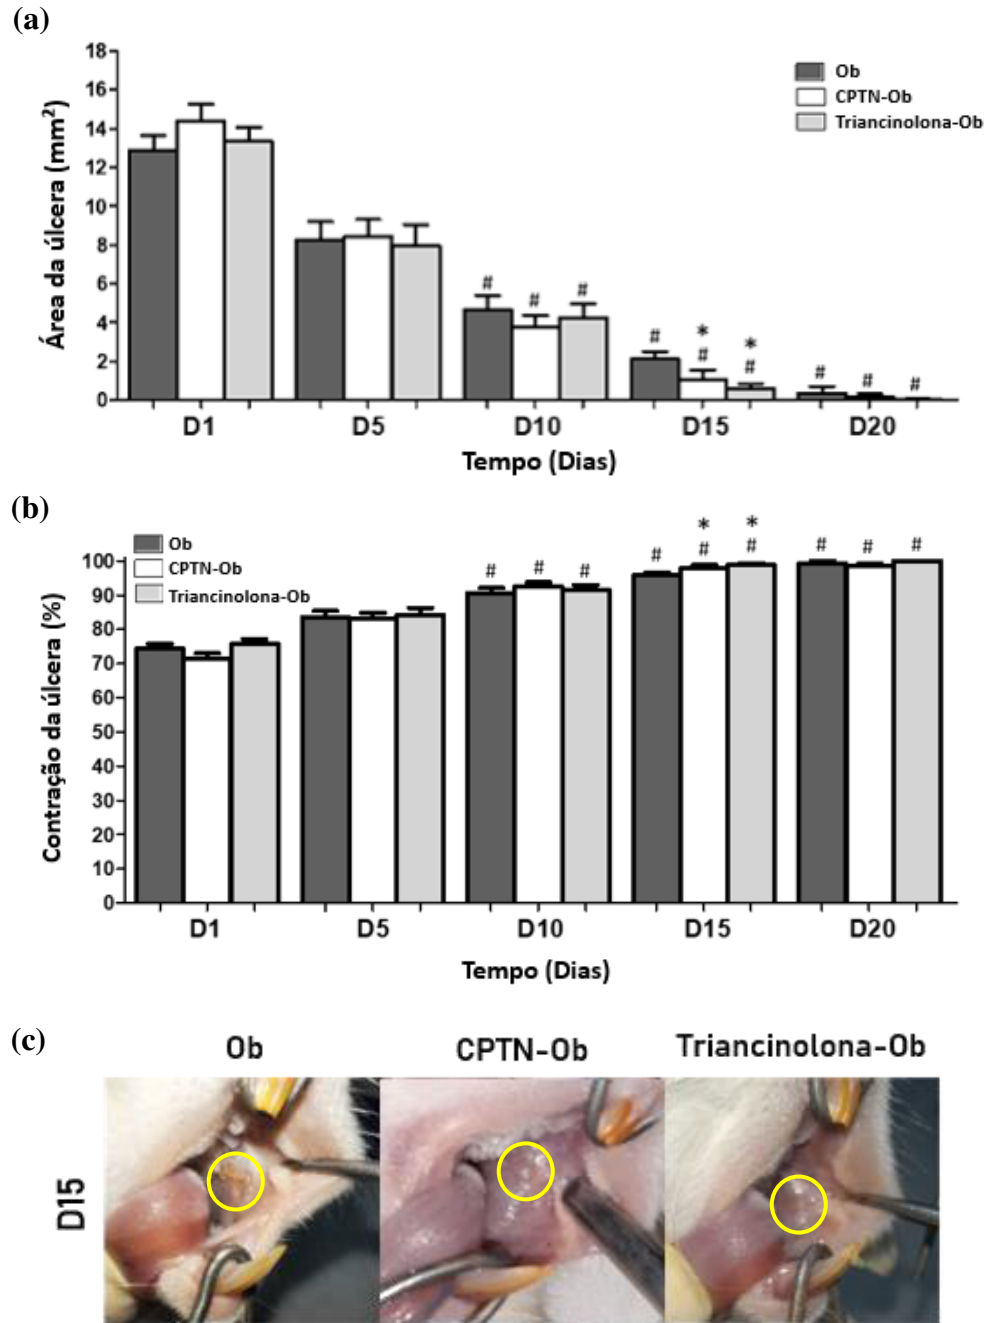 (a)
18
16
14
12
10
8
6
4
2
0
Área da úlcera (mm²)
Ob
CPTN-Ob
Triancinolona-Ob
# # #
# * # * #
# # #
D1 D5 D10 D15 D20
Tempo (Dias)
(b)
100
90
80
70
60
50
40
30
20
10
0
Contração da úlcera (%)
Ob
CPTN-Ob
Triancinolona-Ob
# # #
# * # * #
# # #
D1 D5 D10 D15 D20
Tempo (Dias)
(c)
Ob CPTN-Ob Triancinolona-Ob
D15